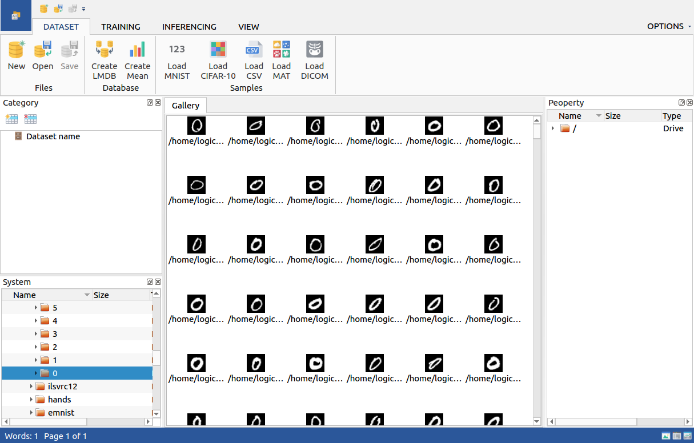 DATASET TRAINING INFERENCING VIEW OPTIONS
New Open Save Create LMDB Create Mean 123 Load MNIST Load CIFAR-10 CSV Load CSV Load MAT Load DICOM
Files Database Samples
Category Gallery Peoperty
Name Size Type
Dataset name
/ Drive
/home/logic... /home/logic... /home/logic... /home/logic... /home/logic... /home/logic...
/home/logic... /home/logic... /home/logic... /home/logic... /home/logic... /home/logic...
/home/logic... /home/logic... /home/logic... /home/logic... /home/logic... /home/logic...
/home/logic... /home/logic... /home/logic... /home/logic... /home/logic... /home/logic...
/home/logic... /home/logic... /home/logic... /home/logic... /home/logic... /home/logic...
System
Name Size
5
4
3
2
1
0
ilsvrc12
hands
emnist
Words: 1 Page 1 of 1